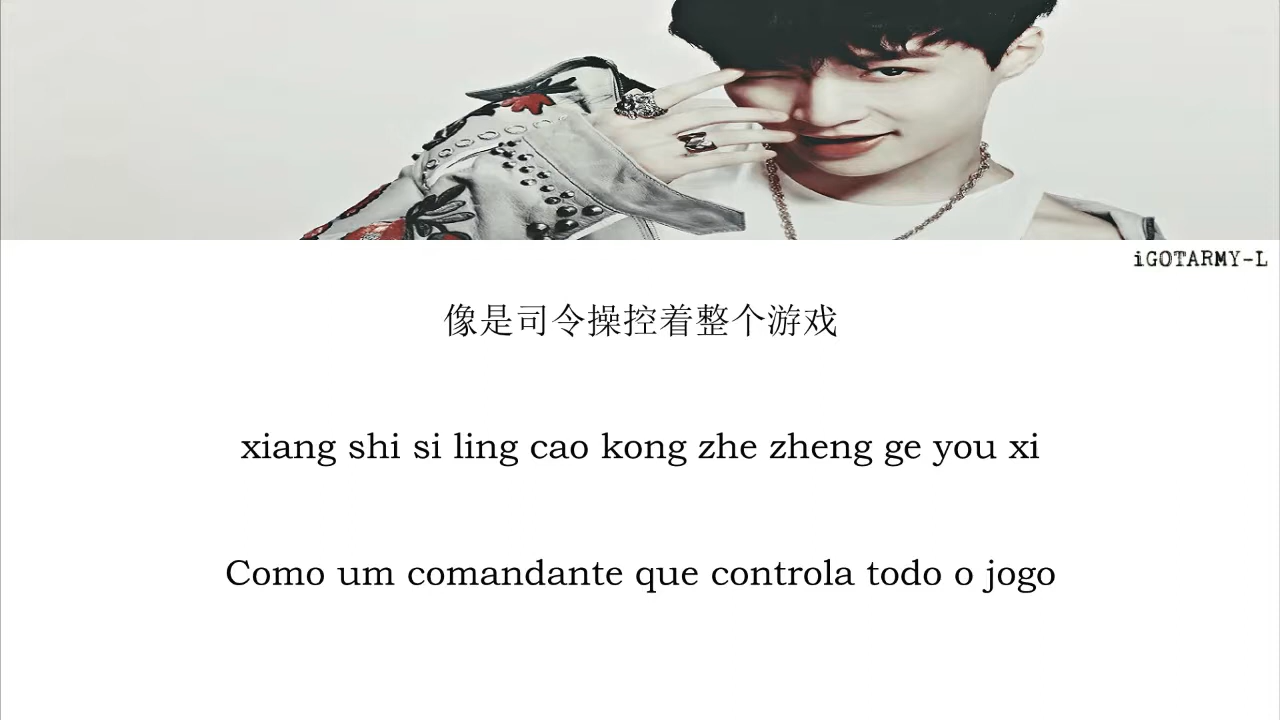 iGOTARMY-L
像是司令操控着整个游戏
xiang shi si ling cao kong zhe zheng ge you xi
Como um comandante que controla todo o jogo